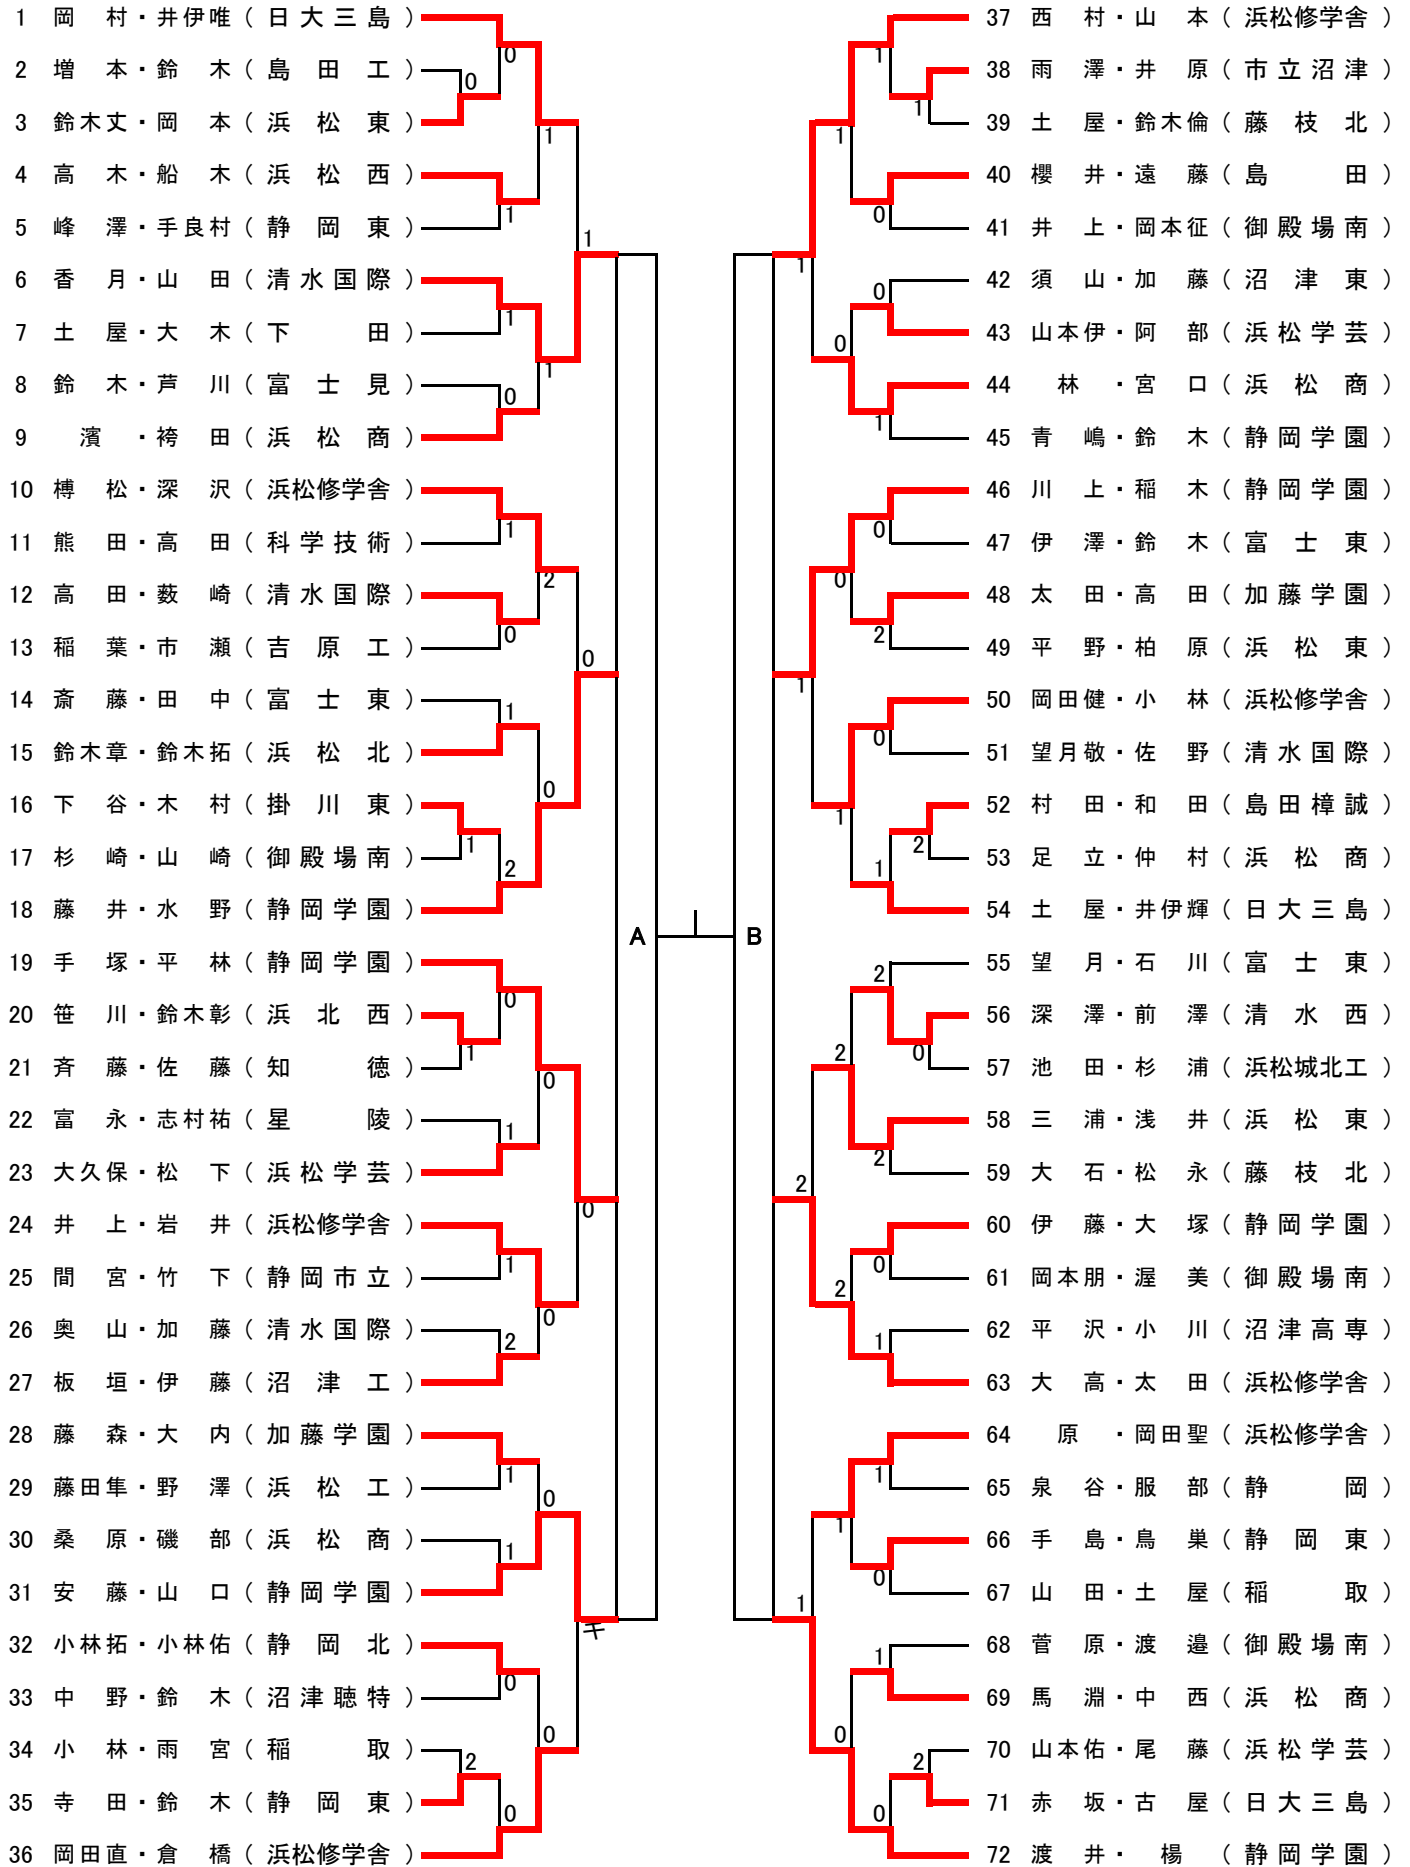 1 岡 村・井伊唯 ( 日 大 三 島 )
0
2 増 本・鈴 木 ( 島 田 工 )
0
3 鈴木丈・岡 本 ( 浜 松 東 )
1
4 高 木・船 木 ( 浜 松 西 )
1
5 峰 澤・手良村 ( 静 岡 東 )
1
6 香 月・山 田 ( 清 水 国 際 )
1
7 土 屋・大 木 ( 下 田 )
1
8 鈴 木・芦 川 ( 富 士 見 )
0
9 濱 ・袴 田 ( 浜 松 商 )
10 榑 松・深 沢 ( 浜松修学舎 )
1
11 熊 田・高 田 ( 科 学 技 術 )
2
12 高 田・薮 崎 ( 清 水 国 際 )
0
13 稲 葉・市 瀬 ( 吉 原 工 )
0
14 斎 藤・田 中 ( 富 士 東 )
1
15 鈴木章・鈴木拓 ( 浜 松 北 )
0
16 下 谷・木 村 ( 掛 川 東 )
1
17 杉 崎・山 崎 ( 御 殿 場 南 )
2
18 藤 井・水 野 ( 静 岡 学 園 )
A
19 手 塚・平 林 ( 静 岡 学 園 )
0
20 笹 川・鈴木彰 ( 浜 北 西 )
1
21 斉 藤・佐 藤 ( 知 徳 )
0
22 富 永・志村祐 ( 星 陵 )
1
23 大久保・松 下 ( 浜 松 学 芸 )
0
24 井 上・岩 井 ( 浜松修学舎 )
1
25 間 宮・竹 下 ( 静 岡 市 立 )
0
26 奥 山・加 藤 ( 清 水 国 際 )
2
27 板 垣・伊 藤 ( 沼 津 工 )
28 藤 森・大 内 ( 加 藤 学 園 )
1
29 藤田隼・野 澤 ( 浜 松 工 )
0
30 桑 原・磯 部 ( 浜 松 商 )
1
31 安 藤・山 口 ( 静 岡 学 園 )
キ
32 小林拓・小林佑 ( 静 岡 北 )
0
33 中 野・鈴 木 ( 沼 津 聴 特 )
0
34 小 林・雨 宮 ( 稲 取 )
2
35 寺 田・鈴 木 ( 静 岡 東 )
0
36 岡田直・倉 橋 ( 浜松修学舎 )
37 西 村・山 本 ( 浜松修学舎 )
1
38 雨 澤・井 原 ( 市 立 沼 津 )
1
39 土 屋・鈴木倫 ( 藤 枝 北 )
1
40 櫻 井・遠 藤 ( 島 田 )
0
41 井 上・岡本征 ( 御 殿 場 南 )
1
42 須 山・加 藤 ( 沼 津 東 )
0
43 山本伊・阿 部 ( 浜 松 学 芸 )
0
44 林 ・宮 口 ( 浜 松 商 )
1
45 青 嶋・鈴 木 ( 静 岡 学 園 )
46 川 上・稲 木 ( 静 岡 学 園 )
0
47 伊 澤・鈴 木 ( 富 士 東 )
0
48 太 田・高 田 ( 加 藤 学 園 )
2
49 平 野・柏 原 ( 浜 松 東 )
1
50 岡田健・小 林 ( 浜松修学舎 )
0
51 望月敬・佐 野 ( 清 水 国 際 )
1
52 村 田・和 田 ( 島 田 樟 誠 )
2
53 足 立・仲 村 ( 浜 松 商 )
1
54 土 屋・井伊輝 ( 日 大 三 島 )
B
55 望 月・石 川 ( 富 士 東 )
2
56 深 澤・前 澤 ( 清 水 西 )
0
57 池 田・杉 浦 ( 浜松城北工 )
2
58 三 浦・浅 井 ( 浜 松 東 )
2
59 大 石・松 永 ( 藤 枝 北 )
2
60 伊 藤・大 塚 ( 静 岡 学 園 )
0
61 岡本朋・渥 美 ( 御 殿 場 南 )
2
62 平 沢・小 川 ( 沼 津 高 専 )
1
63 大 高・太 田 ( 浜松修学舎 )
64 原 ・岡田聖 ( 浜松修学舎 )
1
65 泉 谷・服 部 ( 静 岡 )
1
66 手 島・鳥 巣 ( 静 岡 東 )
0
67 山 田・土 屋 ( 稲 取 )
1
68 菅 原・渡 邉 ( 御 殿 場 南 )
1
69 馬 淵・中 西 ( 浜 松 商 )
0
70 山本佑・尾 藤 ( 浜 松 学 芸 )
2
71 赤 坂・古 屋 ( 日 大 三 島 )
0
72 渡 井・ 楊 ( 静 岡 学 園 )